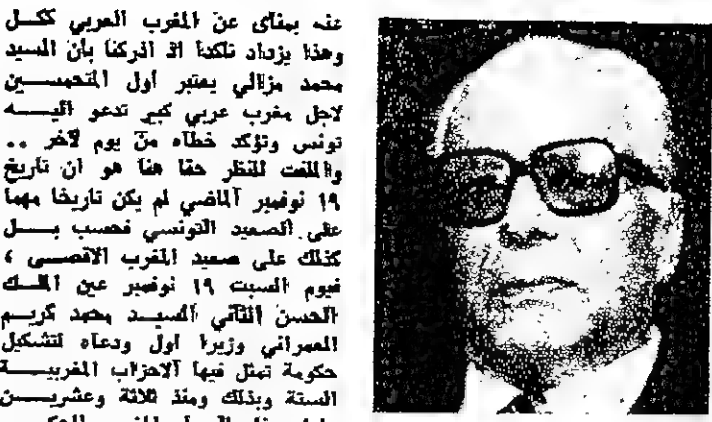 عنه بمنأى عن المغرب العربي ككل
وهذا يزداد تأكدا اذا ادركنا بأن السيد
محمد مزالي يعتبر أول المتحمسين
لاجل مغرب عربي كبير تدعو اليه
تونس وتؤكد خطاه من يوم لآخر ..
والملفت للنظر حقا هنا هو ان تاريخ
١٩ نوفمبر الماضي لم يكن تاريخا مهما
على الصعيد التونسي فحسب بل
كذلك على صعيد المغرب الاقصى ،
فيوم السبت ١٩ نوفمبر عين الملك
الحسن الثاني السيد محمد كريم
العمراني وزيرا اول ودعاه لتشكيل
حكومة تمثل فيها الاحزاب المغربية
الستة وبذلك ومنذ ثلاثة وعشرين